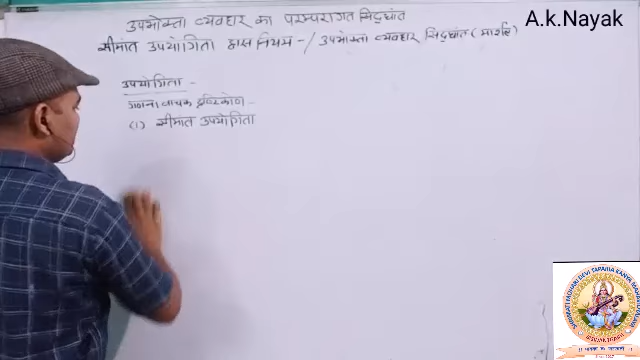 उपभोक्ता व्यवहार का परम्परागत सिद्धांत
A.k.Nayak
सीमांत उपयोगिता ह्रास नियम -/ उपभोक्ता व्यवहार सिद्धांत (मार्शल)
उपयोगिता -
गणना वाचक दृष्टिकोण -
(1) सीमांत उपयोगिता